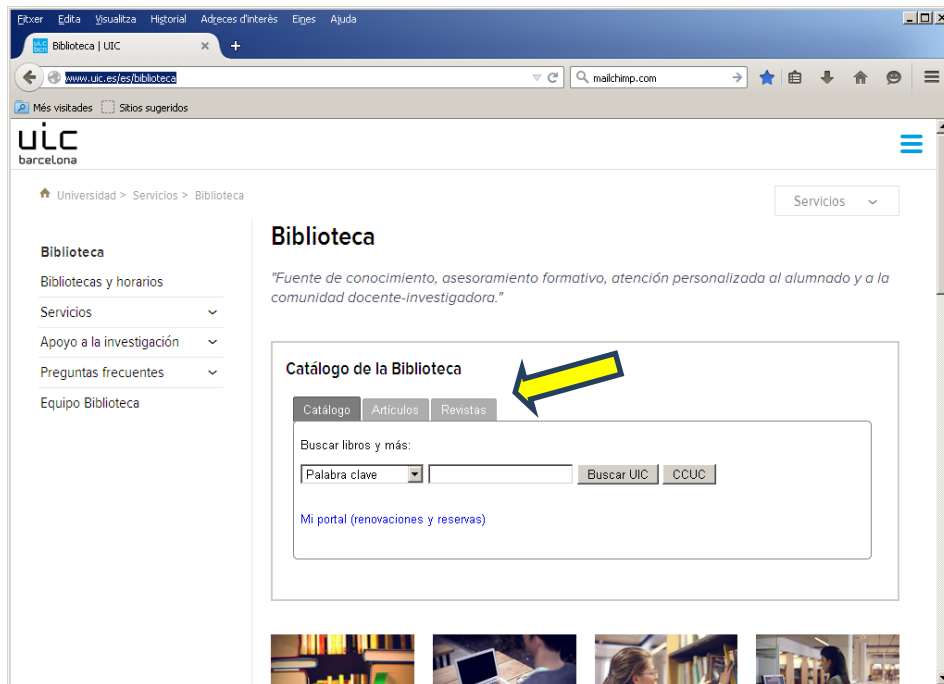 Fitxer Edita Visualitza Historial Adreces d'interès Eines Ajuda
Biblioteca | UIC
www.uic.es/es/biblioteca
mailchimp.com
Més visitades Sitios sugeridos
uic
barcelona
Universidad > Servicios > Biblioteca
Servicios
Biblioteca
Bibliotecas y horarios
Servicios
Apoyo a la investigación
Preguntas frecuentes
Equipo Biblioteca
Biblioteca
"Fuente de conocimiento, asesoramiento formativo, atención personalizada al alumnado y a la
comunidad docente-investigadora."
Catálogo de la Biblioteca
Catálogo Artículos Revistas
Buscar libros y más:
Palabra clave Buscar UIC CCUC
Mi portal (renovaciones y reservas)